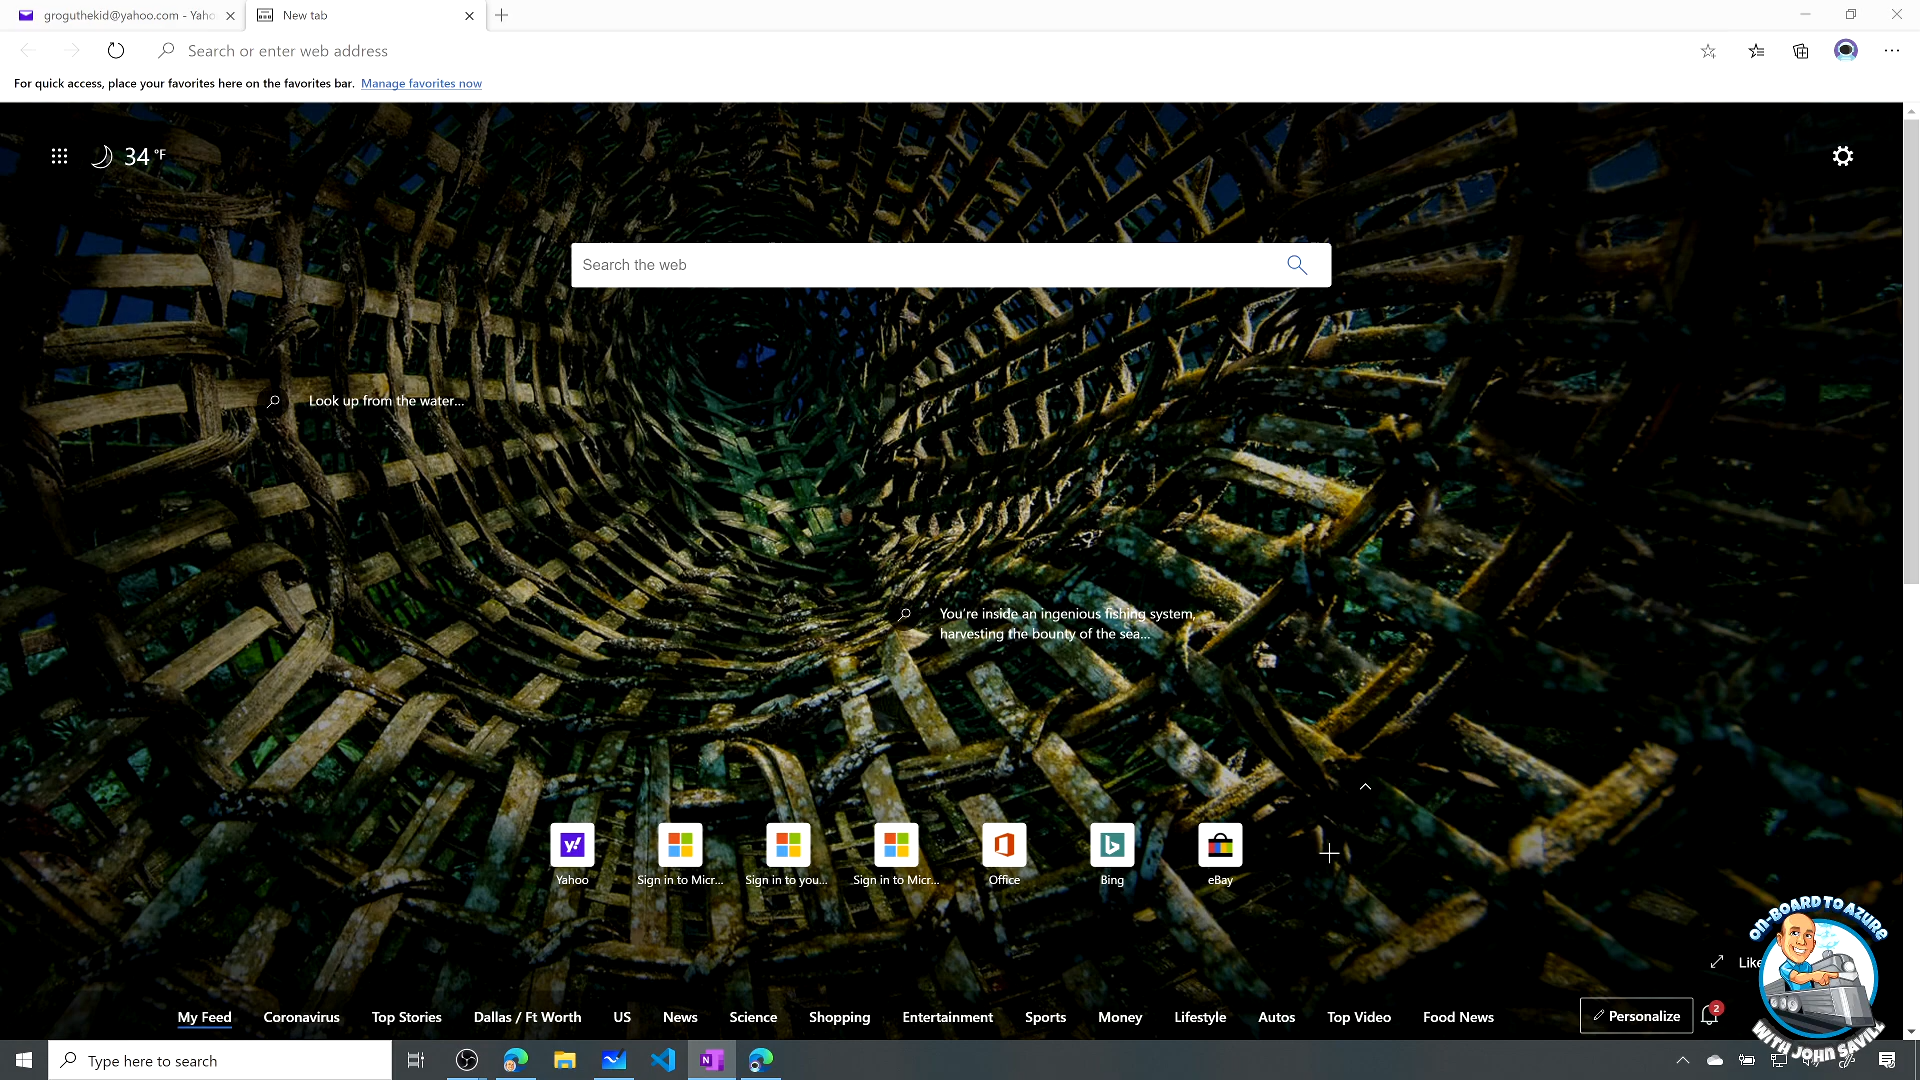 groguthekid@yahoo.com - Yaho
New tab
Search or enter web address
For quick access, place your favorites here on the favorites bar. Manage favorites now
34 °F
Search the web
Look up from the water...
You're inside an ingenious fishing system,
harvesting the bounty of the sea...
Yahoo
Sign in to Micr...
Sign in to you...
Sign in to Micr...
Office
Bing
eBay
ON-BOARD TO AZURE
WITH JOHN SAVILL
Like
My Feed
Coronavirus
Top Stories
Dallas / Ft Worth
US
News
Science
Shopping
Entertainment
Sports
Money
Lifestyle
Autos
Top Video
Food News
Personalize
2
Type here to search